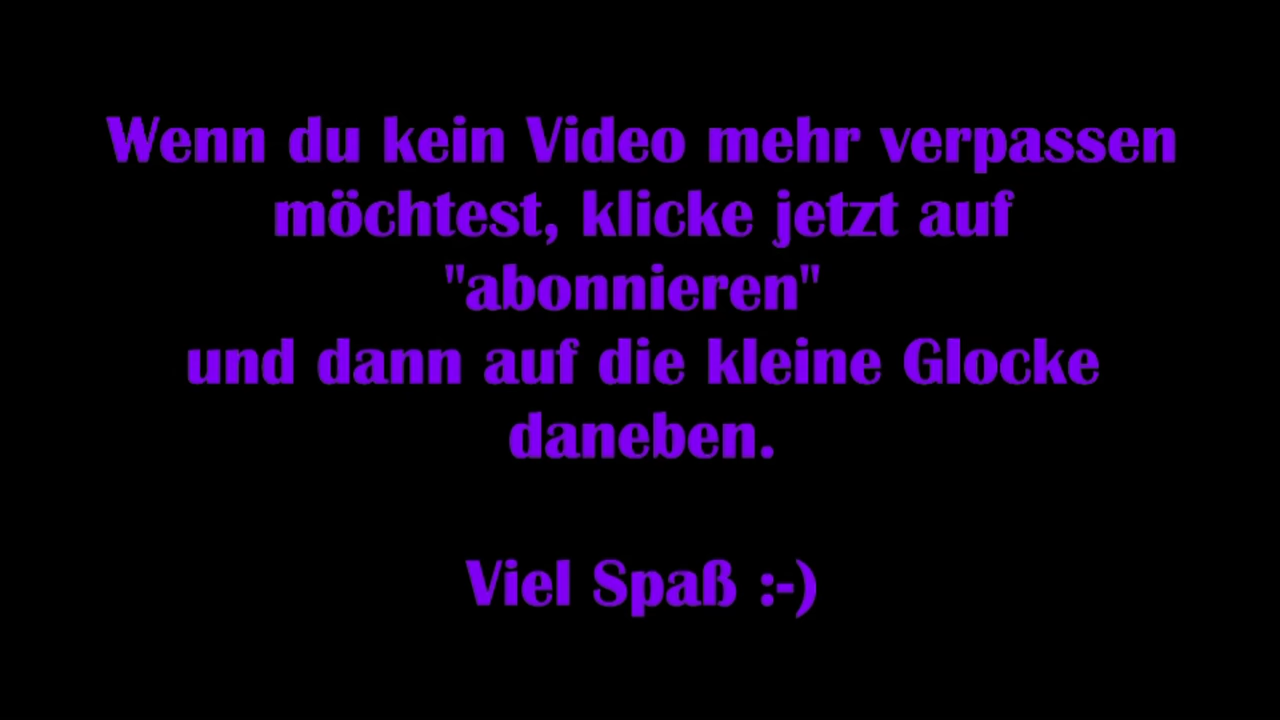 Wenn du kein Video mehr verpassen
möchtest, klicke jetzt auf
"abonnieren"
und dann auf die kleine Glocke
daneben.
Viel Spaß :-)